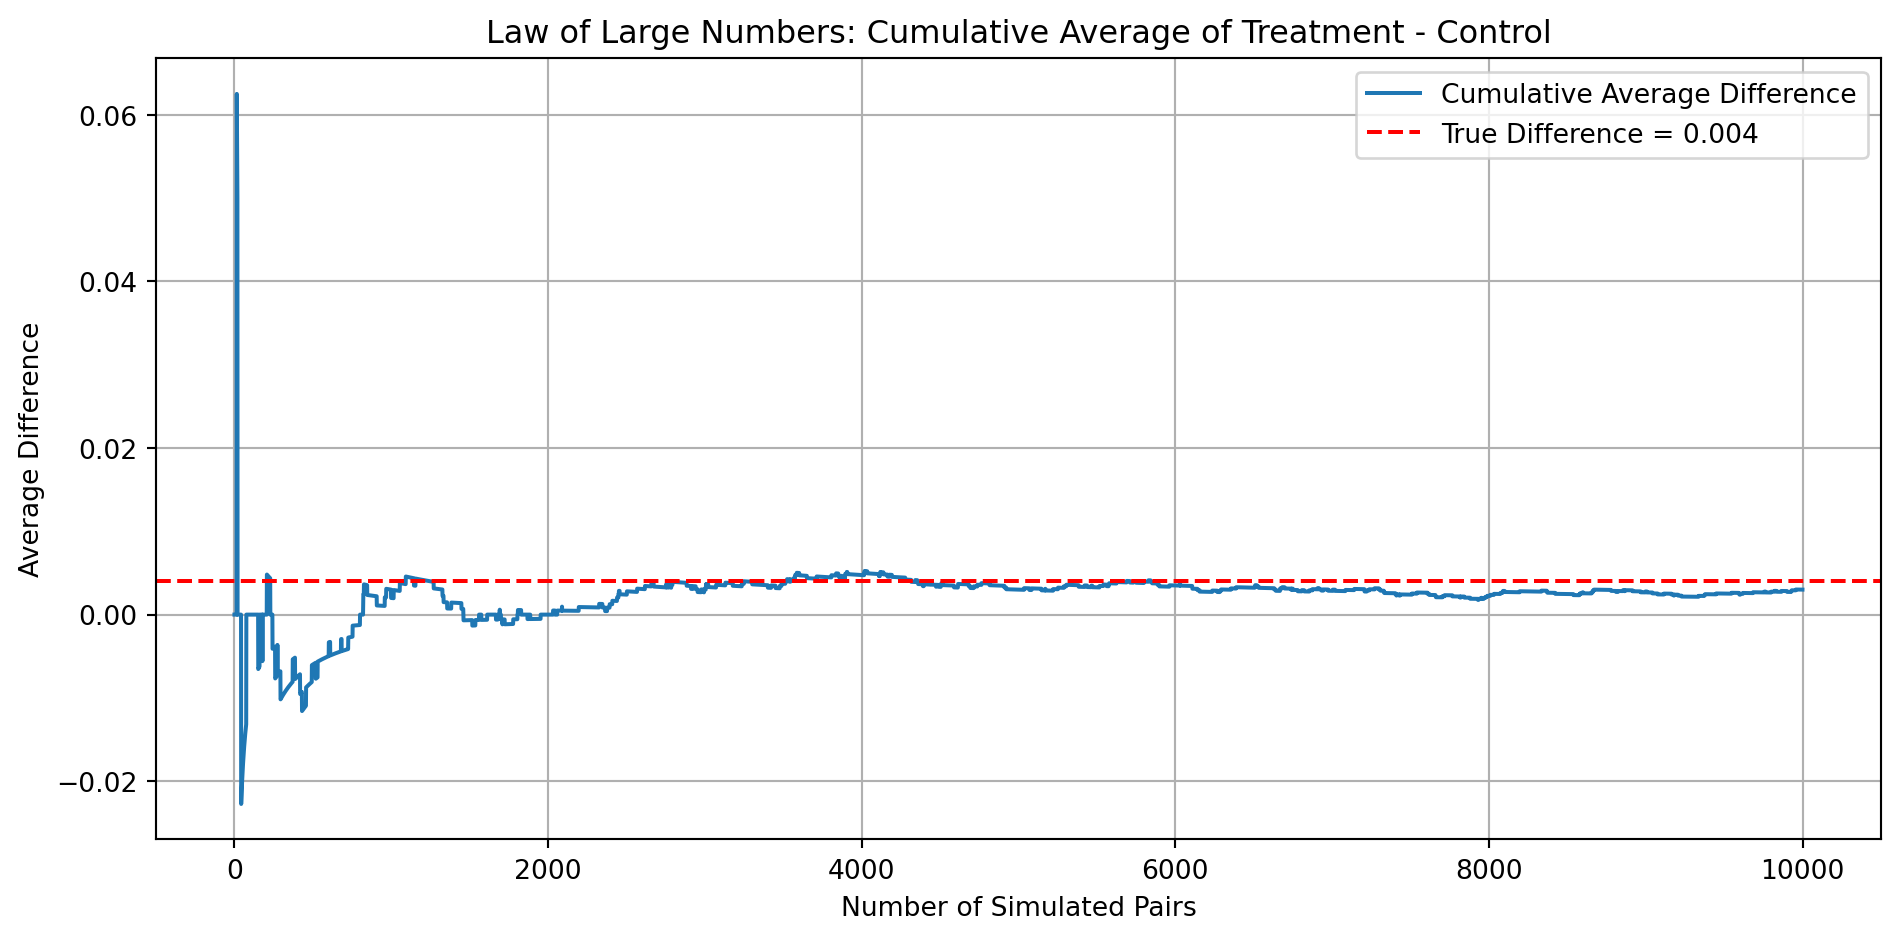 Law of Large Numbers: Cumulative Average of Treatment - Control
Cumulative Average Difference
True Difference = 0.004
Average Difference
0.06
0.04
0.02
0.00
−0.02
0 2000 4000 6000 8000 10000
Number of Simulated Pairs